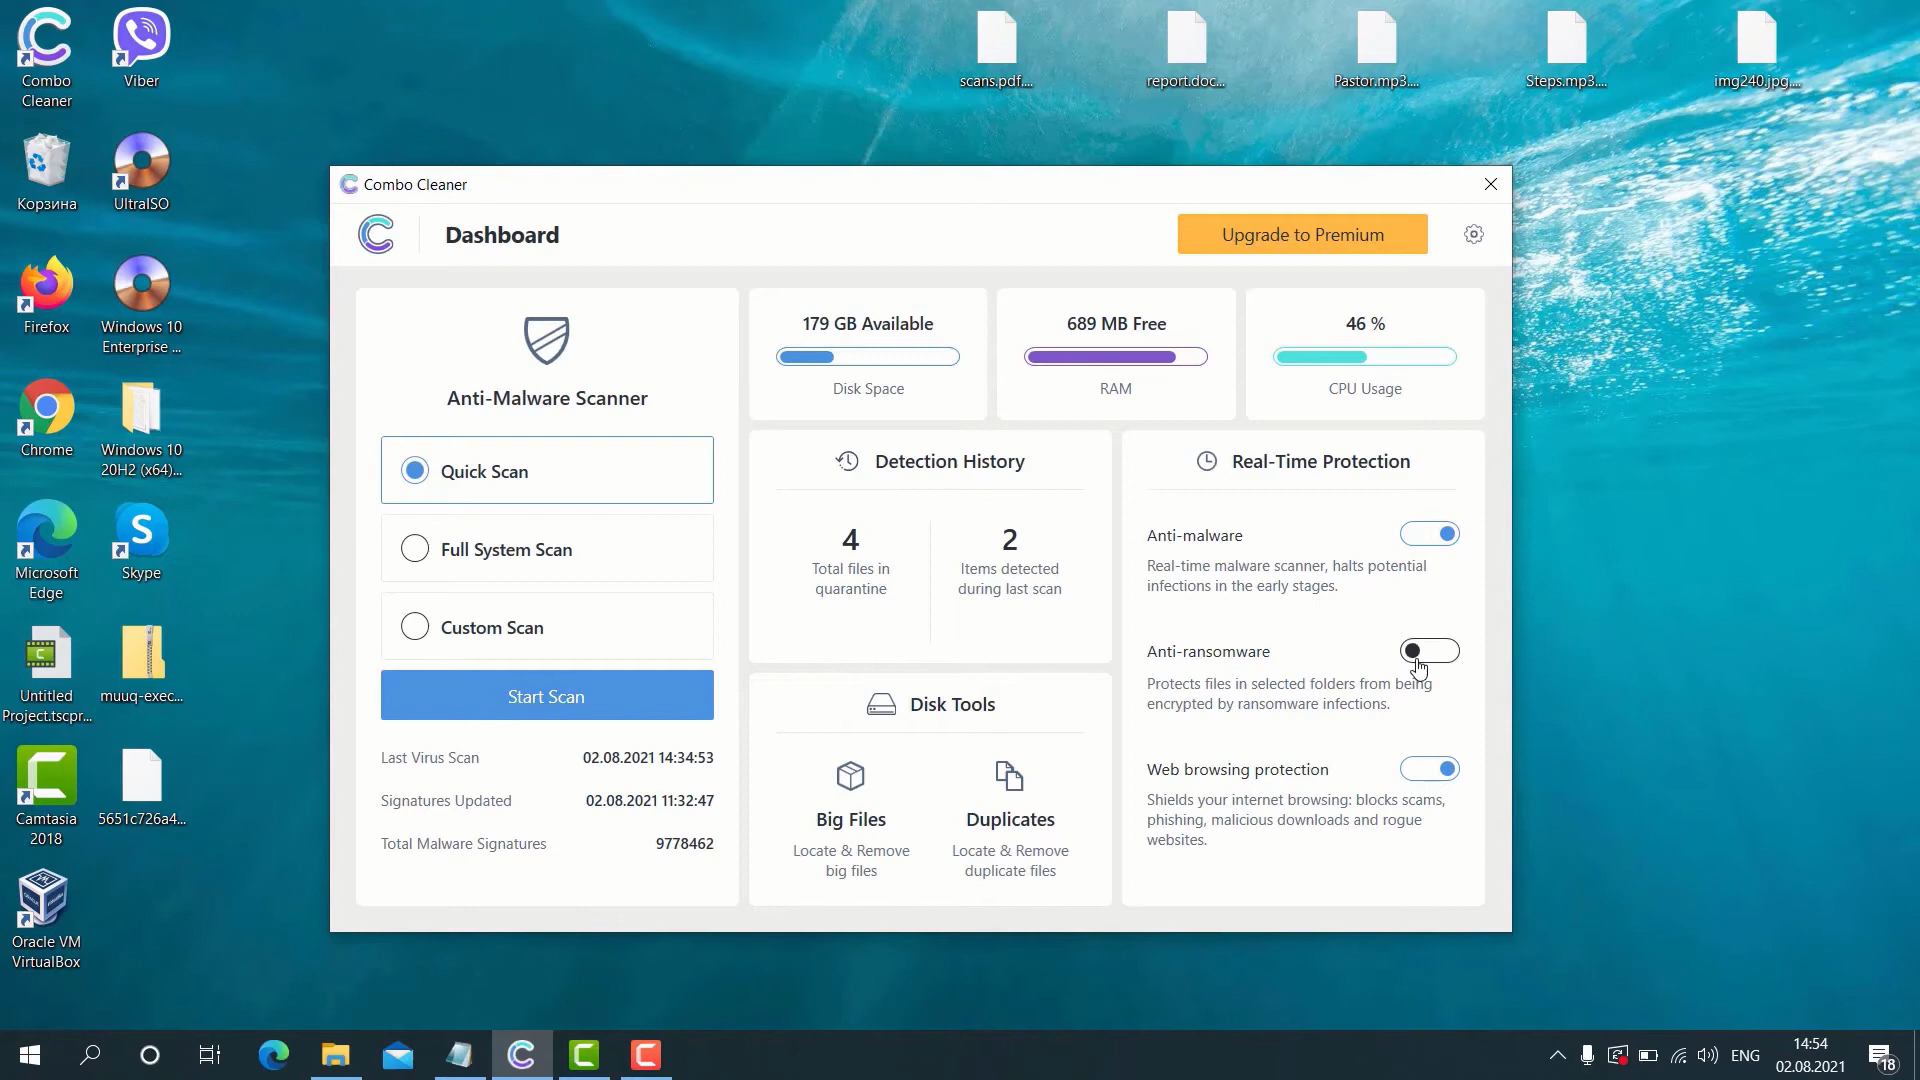 Combo
Cleaner
Viber
Корзина
UltraISO
Firefox
Windows 10
Enterprise ...
Chrome
Windows 10
20H2 (x64)...
Microsoft
Edge
Skype
Untitled
Project.tscpr...
muuq-exec...
Camtasia
2018
5651c726a4...
Oracle VM
VirtualBox
scans.pdf....
report.doc...
Pastor.mp3....
Steps.mp3....
img240.jpg....
Combo Cleaner
Dashboard
Upgrade to Premium
Anti-Malware Scanner
Quick Scan
Full System Scan
Custom Scan
Start Scan
Last Virus Scan 02.08.2021 14:34:53
Signatures Updated 02.08.2021 11:32:47
Total Malware Signatures 9778462
179 GB Available
Disk Space
689 MB Free
RAM
46 %
CPU Usage
Detection History
4
Total files in
quarantine
2
Items detected
during last scan
Disk Tools
Big Files
Locate & Remove
big files
Duplicates
Locate & Remove
duplicate files
Real-Time Protection
Anti-malware
Real-time malware scanner, halts potential
infections in the early stages.
Anti-ransomware
Protects files in selected folders from being
encrypted by ransomware infections.
Web browsing protection
Shields your internet browsing: blocks scams,
phishing, malicious downloads and rogue
websites.
ENG
14:54
02.08.2021
18